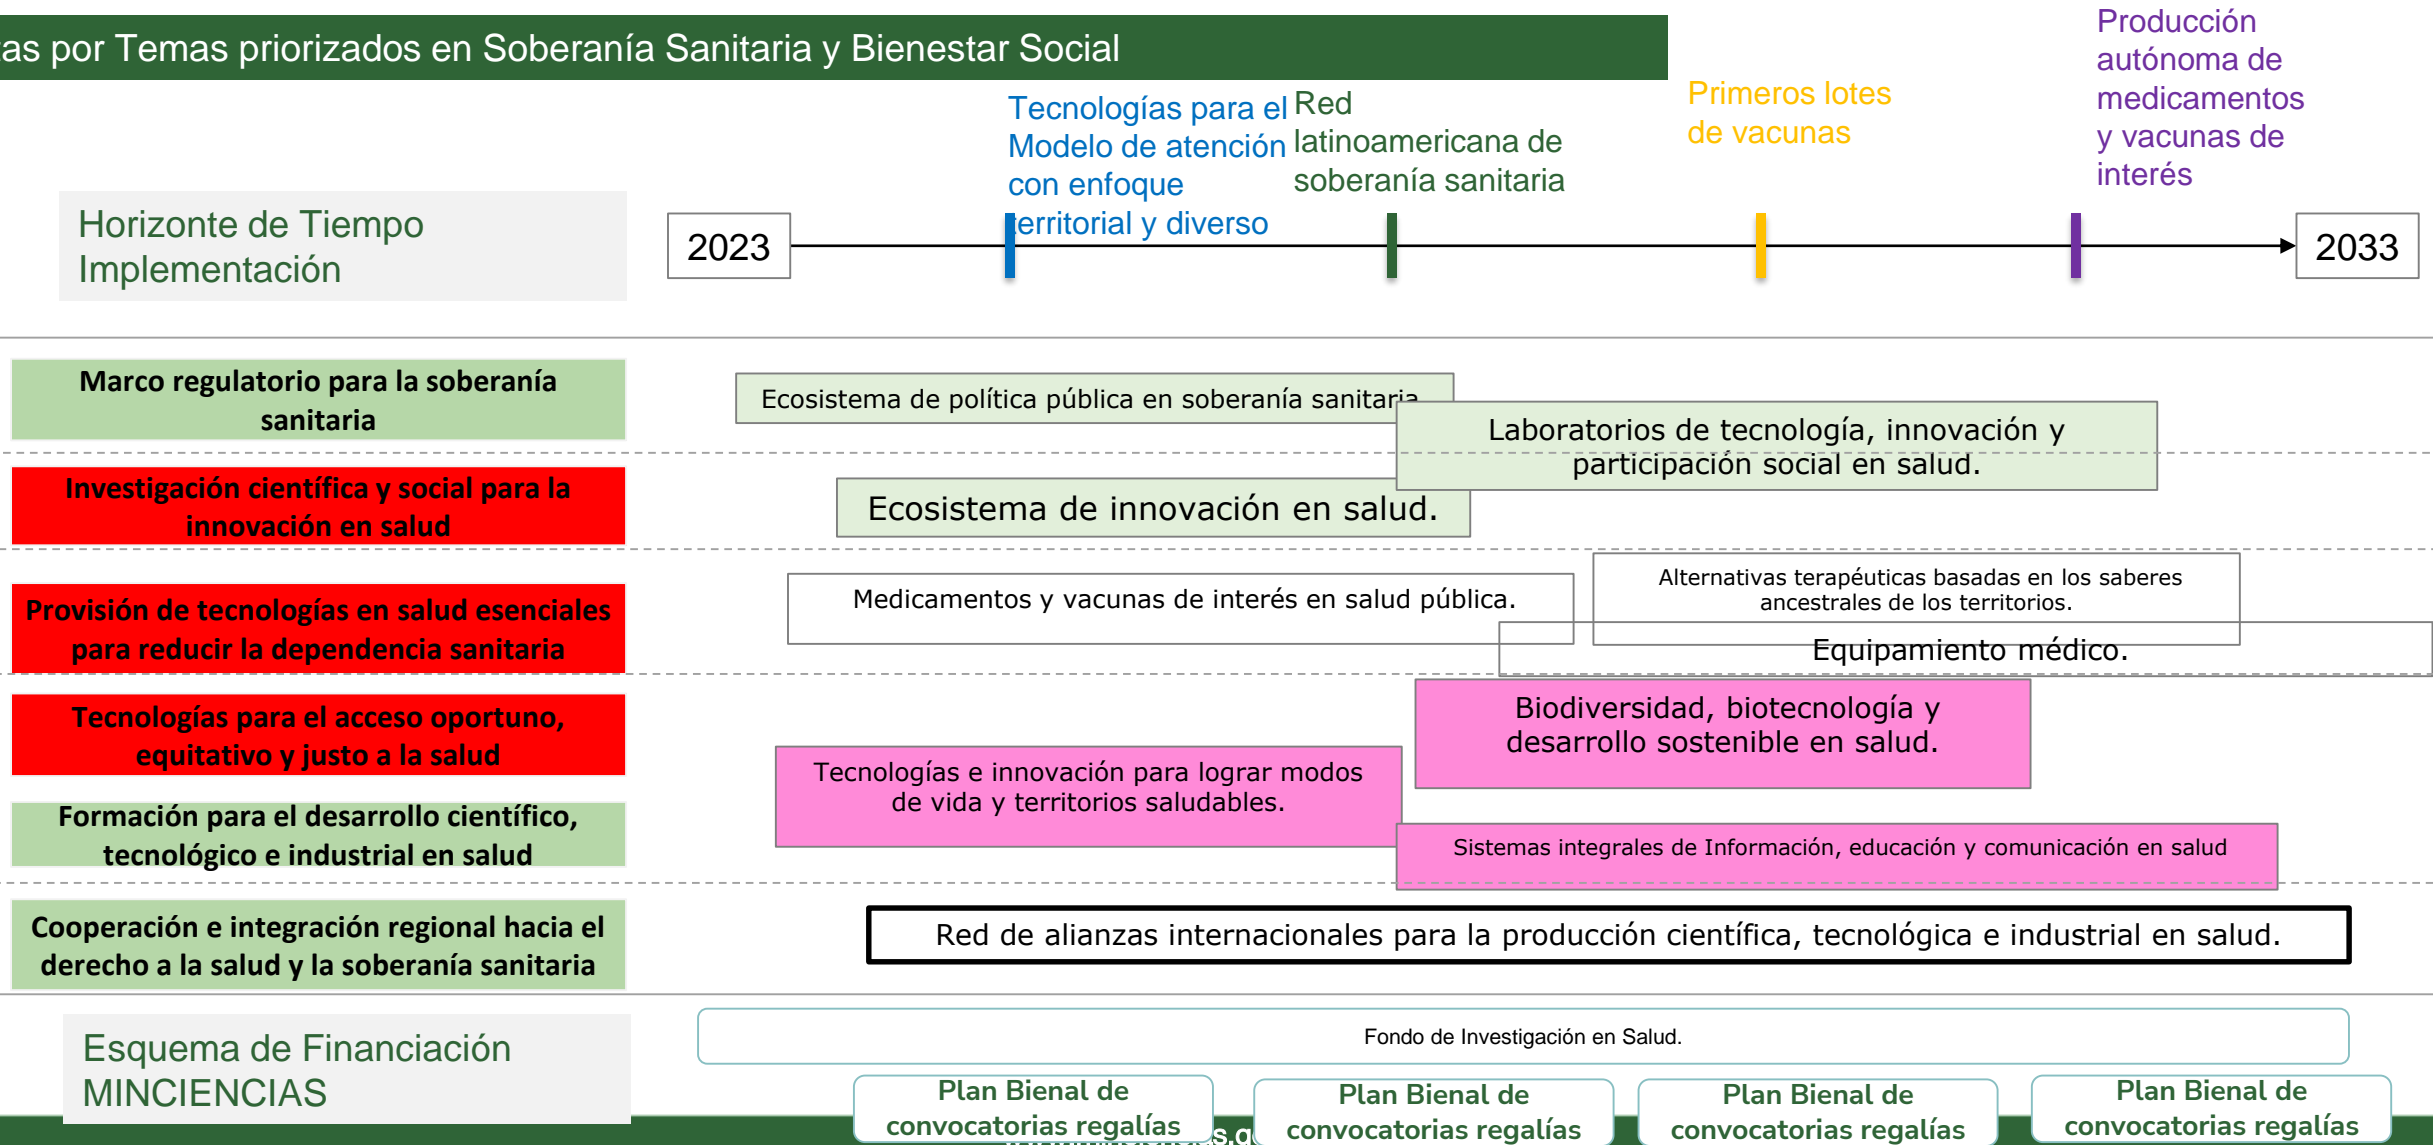 as por Temas priorizados en Soberanía Sanitaria y Bienestar Social
Tecnologías para el
Modelo de atención
con enfoque
territorial y diverso
Red
latinoamericana de
soberanía sanitaria
Primeros lotes
de vacunas
Producción
autónoma de
medicamentos
y vacunas de
interés
Horizonte de Tiempo
Implementación
2023
2033
Marco regulatorio para la soberanía
sanitaria
Ecosistema de política pública en soberanía sanitaria
Laboratorios de tecnología, innovación y
participación social en salud.
Investigación científica y social para la
innovación en salud
Ecosistema de innovación en salud.
Provisión de tecnologías en salud esenciales
para reducir la dependencia sanitaria
Medicamentos y vacunas de interés en salud pública.
Alternativas terapéuticas basadas en los saberes
ancestrales de los territorios.
Equipamiento médico.
Tecnologías para el acceso oportuno,
equitativo y justo a la salud
Biodiversidad, biotecnología y
desarrollo sostenible en salud.
Tecnologías e innovación para lograr modos
de vida y territorios saludables.
Formación para el desarrollo científico,
tecnológico e industrial en salud
Sistemas integrales de Información, educación y comunicación en salud
Cooperación e integración regional hacia el
derecho a la salud y la soberanía sanitaria
Red de alianzas internacionales para la producción científica, tecnológica e industrial en salud.
Esquema de Financiación
MINCIENCIAS
Fondo de Investigación en Salud.
Plan Bienal de
convocatorias regalías
Plan Bienal de
convocatorias regalías
Plan Bienal de
convocatorias regalías
Plan Bienal de
convocatorias regalías